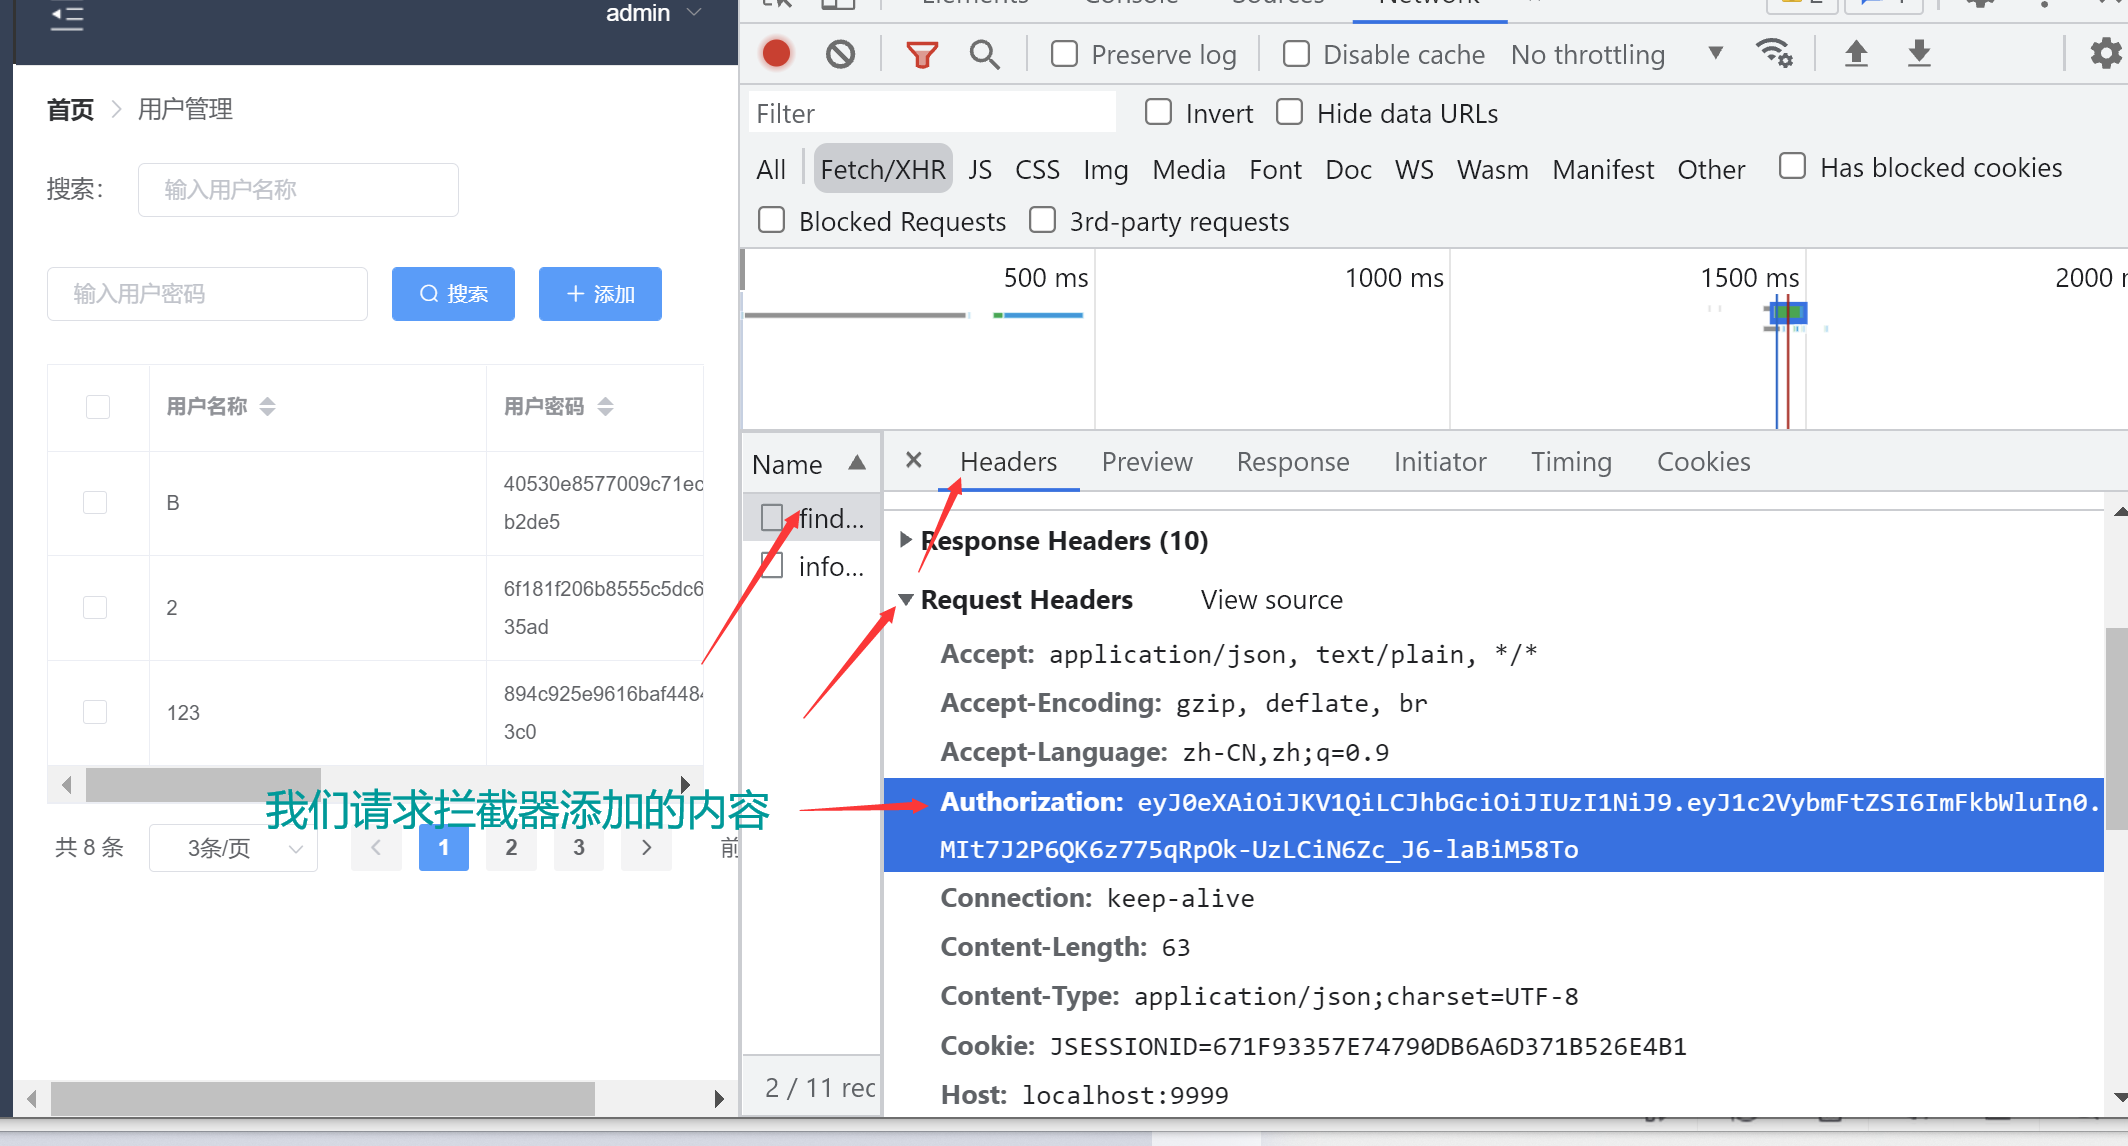 admin
首页 > 用户管理
搜索：
输入用户名称
输入用户密码
搜索
添加
用户名称
用户密码
B
40530e8577009c71ec
b2de5
2
6f181f206b8555c5dc6
35ad
123
894c925e9616baf4484
3c0
我们请求拦截器添加的内容
共 8 条
3条/页
1
2
3
前
Elements Console Sources Network
Preserve log
Disable cache
No throttling
Filter
Invert
Hide data URLs
All Fetch/XHR JS CSS Img Media Font Doc WS Wasm Manifest Other Has blocked cookies
Blocked Requests 3rd-party requests
500 ms 1000 ms 1500 ms 2000
Name
Headers Preview Response Initiator Timing Cookies
find...
info...
Response Headers (10)
Request Headers View source
Accept: application/json, text/plain, */*
Accept-Encoding: gzip, deflate, br
Accept-Language: zh-CN,zh;q=0.9
Authorization: eyJ0eXAiOiJKV1QiLCJhbGciOiJIUzI1NiJ9.eyJ1c2VybmFtZSI6ImFkbWluIn0.
MIt7J2P6QK6z775qRpOk-UzLCiN6Zc_J6-laBiM58To
Connection: keep-alive
Content-Length: 63
Content-Type: application/json;charset=UTF-8
Cookie: JSESSIONID=671F93357E74790DB6A6D371B526E4B1
Host: localhost:9999
2 / 11 rec